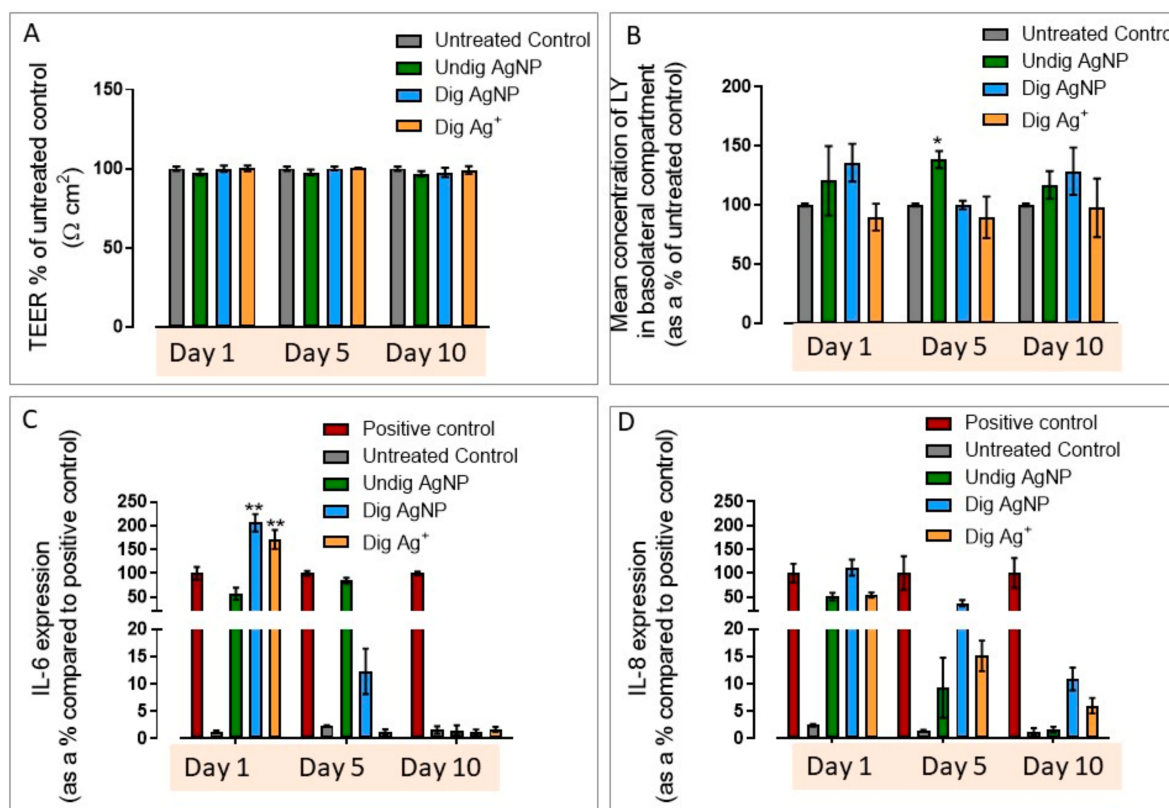 A
Untreated Control
Undig AgNP
Dig AgNP
Dig Ag⁺
TEER % of untreated control
(Ω cm²)
150
100
50
0
Day 1 Day 5 Day 10
B
Untreated Contro
Undig AgNP
Dig AgNP
Dig Ag⁺
Mean concentration of LY
in basolateral compartment
(as a % of untreated control)
200
150
100
50
0
*
Day 1 Day 5 Day 10
C
Positive control
Untreated Control
Undig AgNP
Dig AgNP
Dig Ag⁺
IL-6 expression
(as a % compared to positive control)
250
200
150
100
50
20
15
10
5
0
** **
Day 1 Day 5 Day 10
D
Positive control
Untreated Control
Undig AgNP
Dig AgNP
Dig Ag⁺
IL-8 expression
(as a % compared to positive control)
250
200
150
100
50
20
15
10
5
0
Day 1 Day 5 Day 10